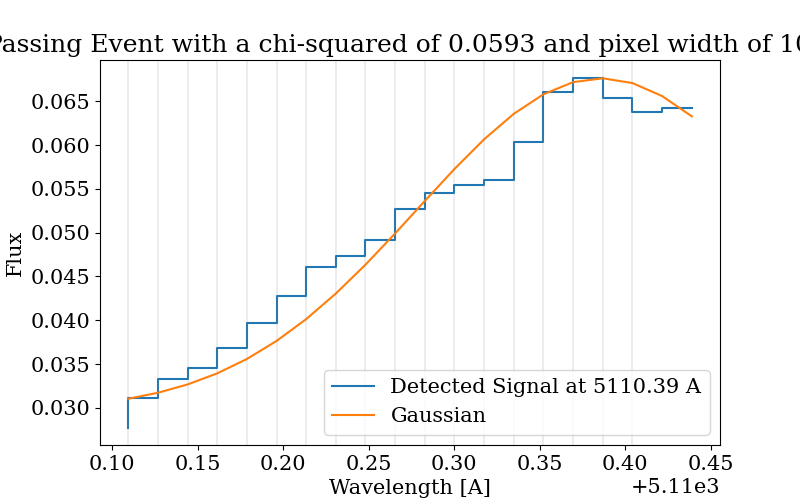 Passing Event with a chi-squared of 0.0593 and pixel width of 10
0.065
0.060
0.055
0.050
0.045
0.040
0.035
0.030
Flux
Detected Signal at 5110.39 A
Gaussian
0.10 0.15 0.20 0.25 0.30 0.35 0.40 0.45
Wavelength [A]
+5.11e3